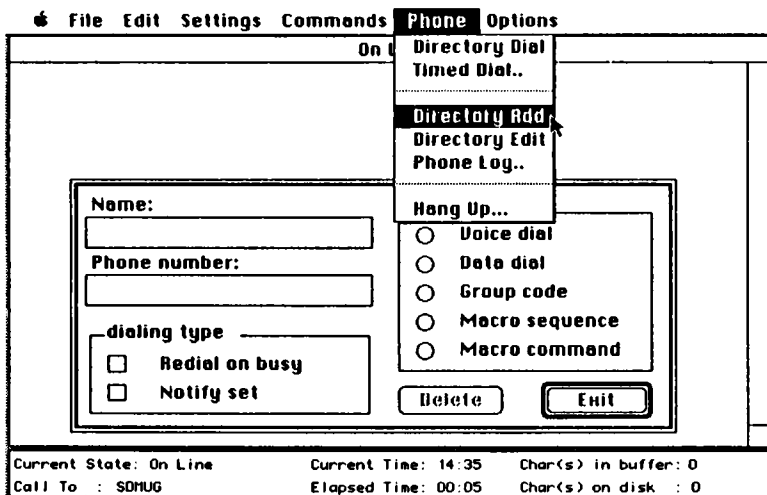 File Edit Settings Commands Phone Options
On L
Directory Dial
Timed Dial..
Directory Add
Directory Edit
Phone Log..
Hang Up...
Name:
Phone number:
dialing type
Redial on busy
Notify set
Voice dial
Data dial
Group code
Macro sequence
Macro command
Delete
Exit
Current State: On Line Current Time: 14:35 Char(s) in buffer: 0
Call To : SDMUG Elapsed Time: 00:05 Char(s) on disk : 0